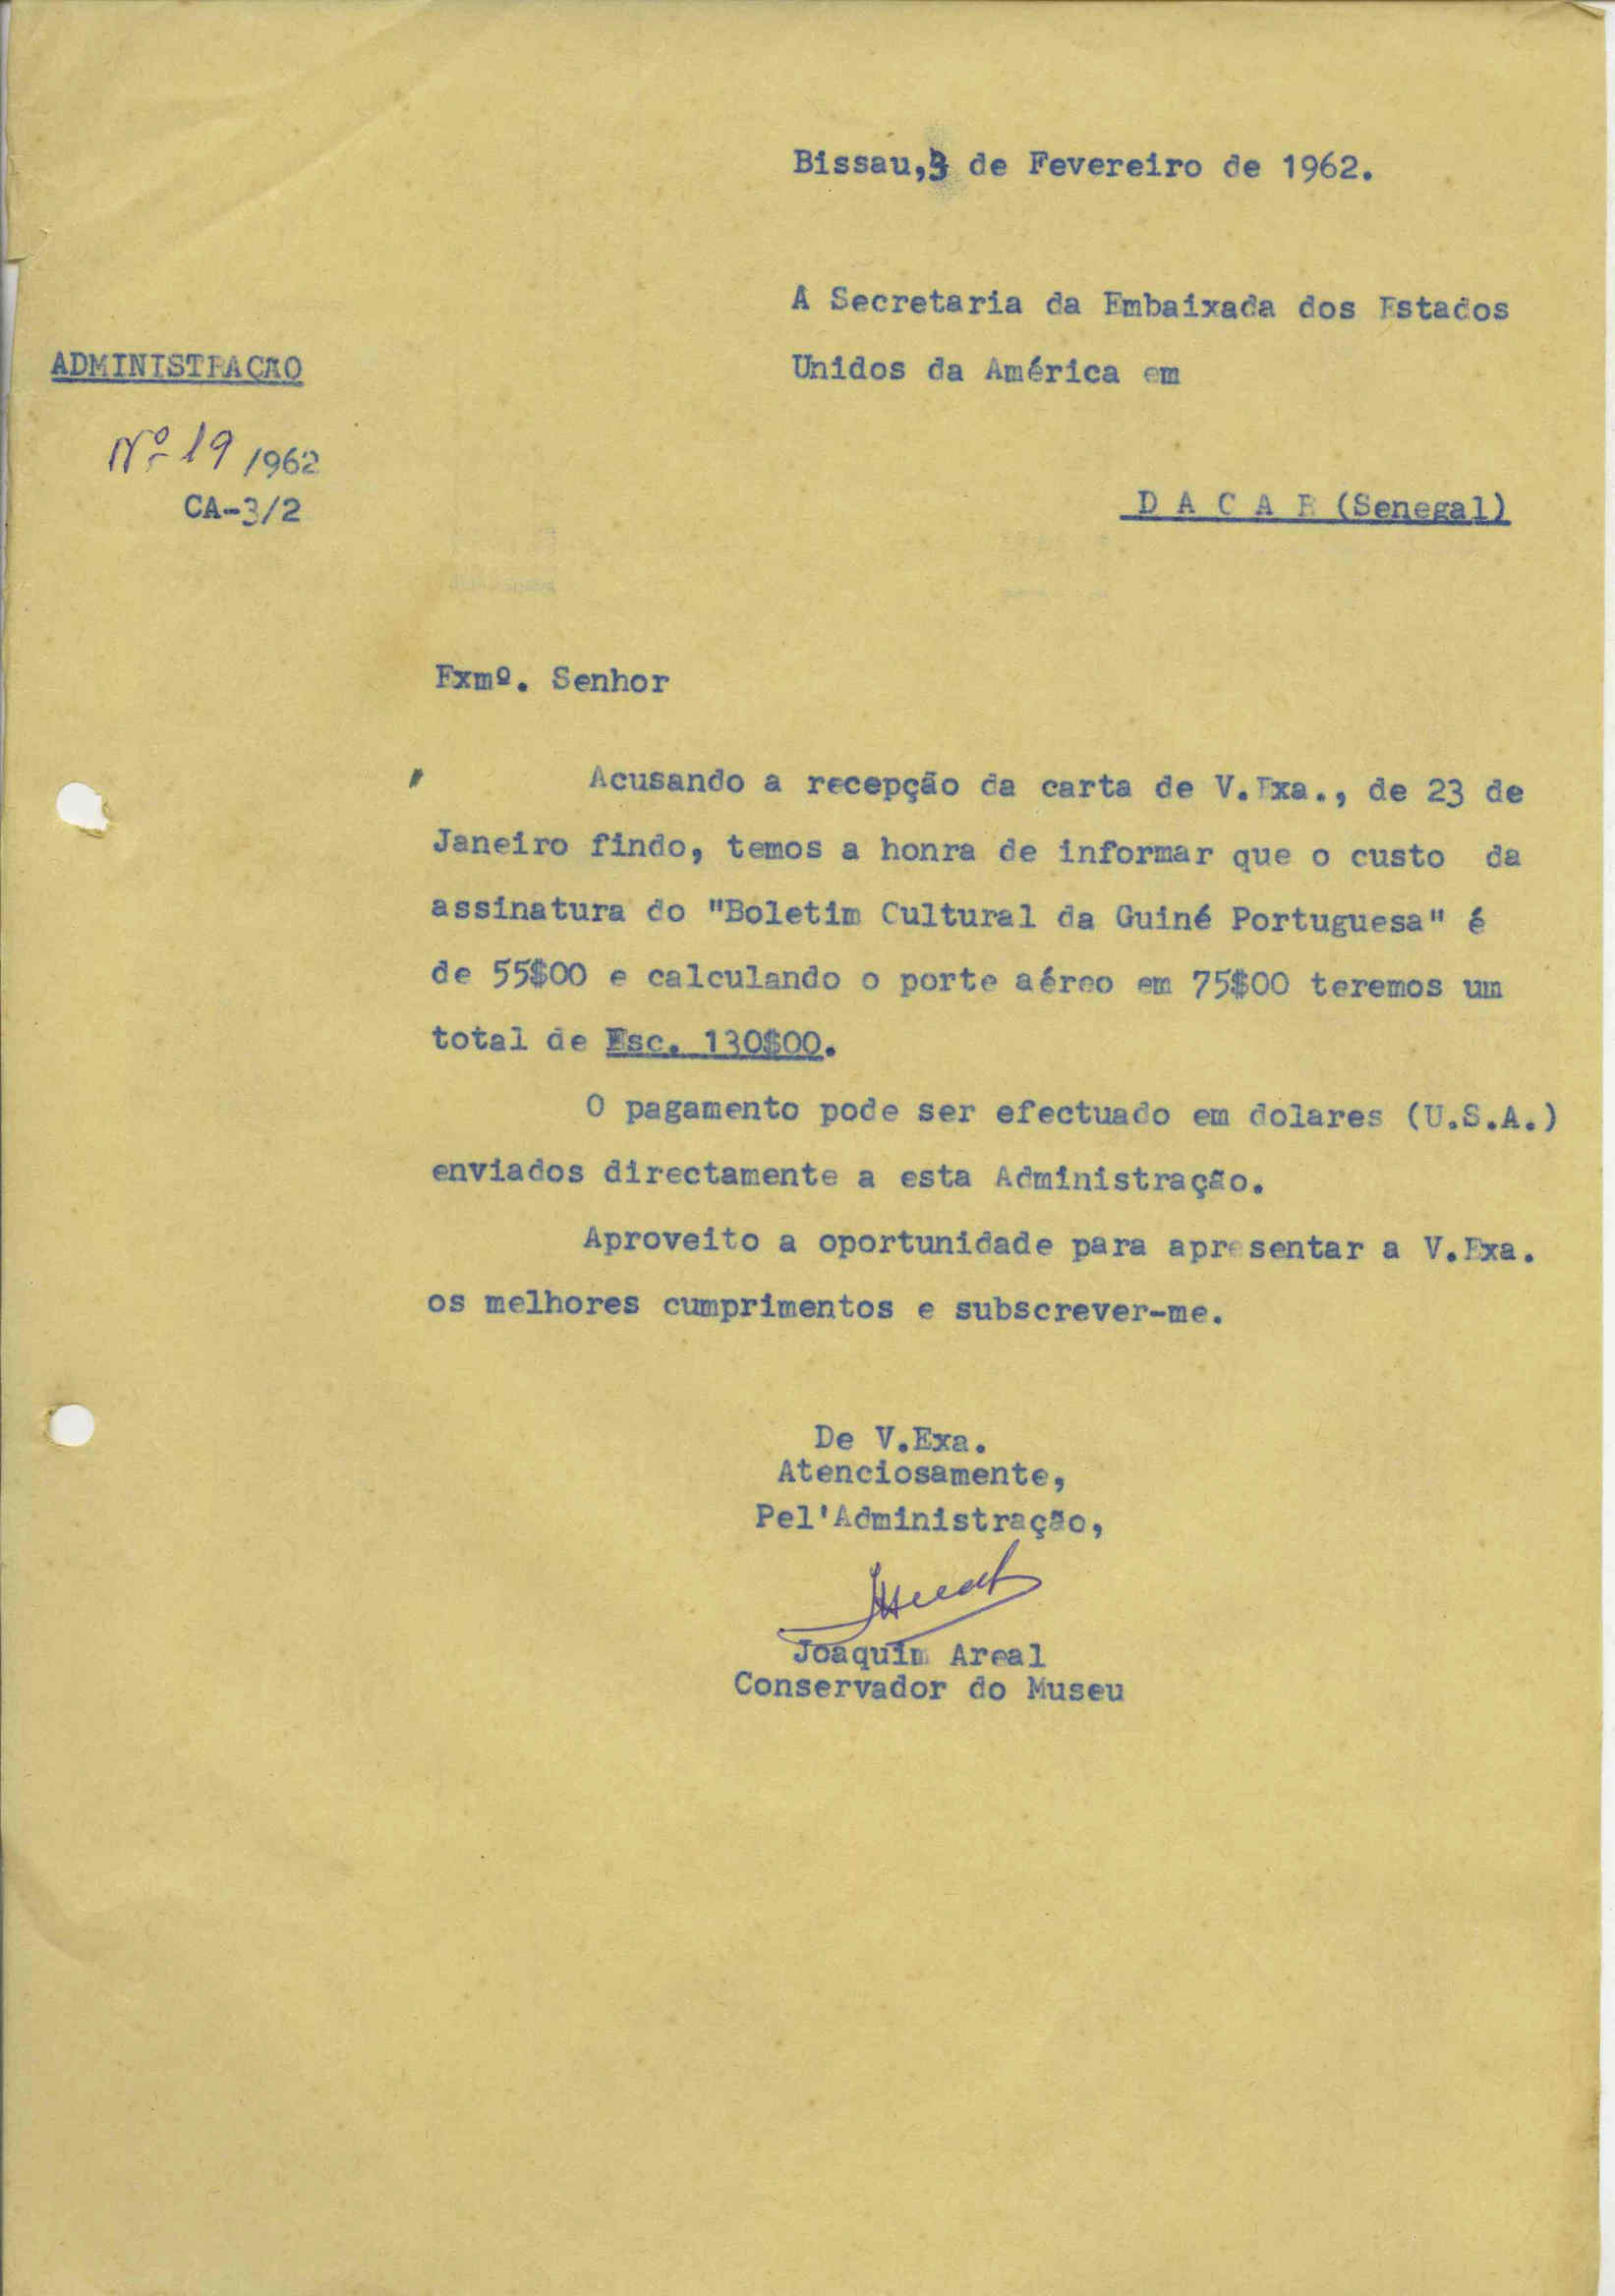 Bissau,3 de Fevereiro de 1962.
A Secretaria da Embaixada dos Estados
Unidos da América em
ADMINISTRAÇÃO
Nº 19/962
CA-3/2
D A C A R (Senegal)
Exmº. Senhor
Acusando a recepção da carta de V.Exa., de 23 de
Janeiro findo, temos a honra de informar que o custo da
assinatura do "Boletim Cultural da Guiné Portuguesa" é
de 55$00 e calculando o porte aéreo em 75$00 teremos um
total de Esc. 130$00.
O pagamento pode ser efectuado em dolares (U.S.A.)
enviados directamente a esta Administração.
Aproveito a oportunidade para apresentar a V.Exa.
os melhores cumprimentos e subscrever-me.
De V.Exa.
Atenciosamente,
Pel'Administração,
Joaquim Areal
Conservador do Museu